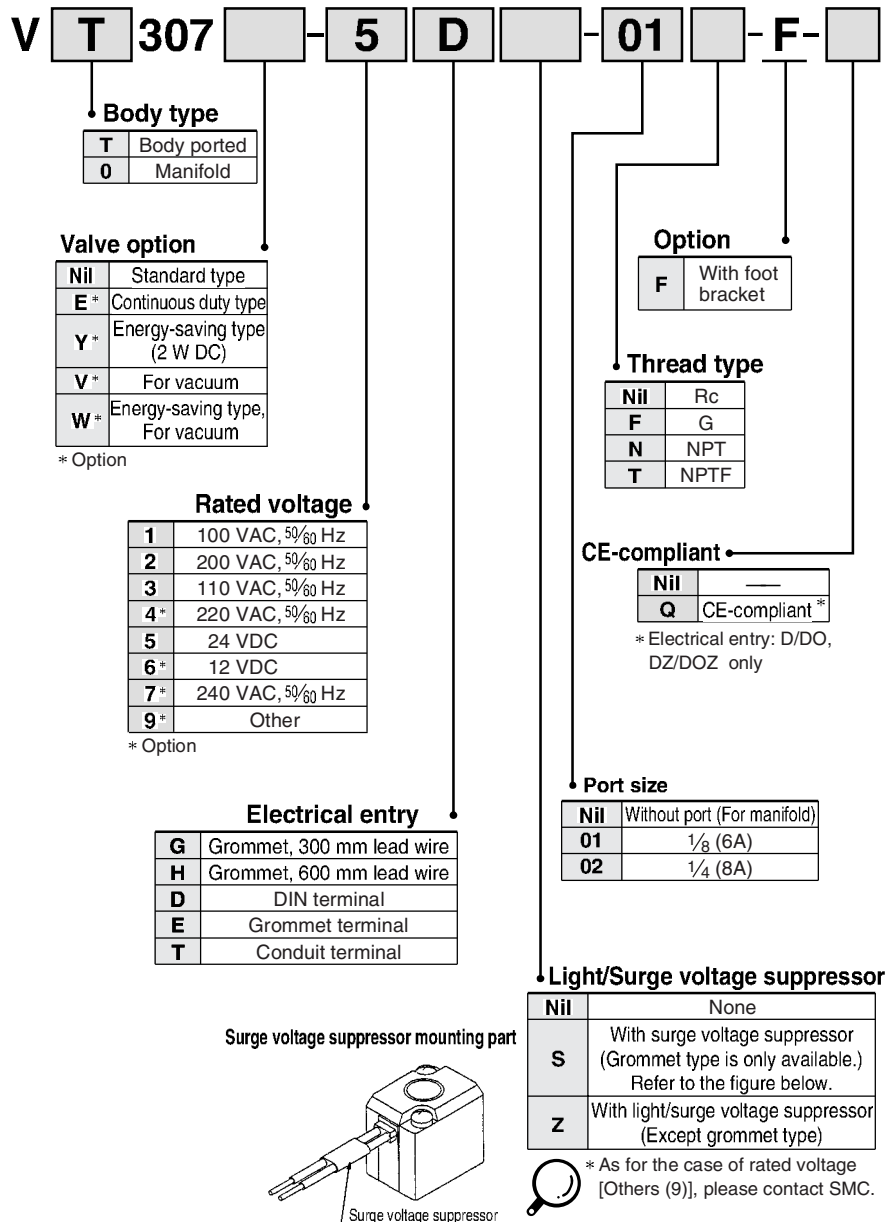 V T 307 - 5 D - 01 - F -
Body type
T Body ported
0 Manifold
Valve option
Nil Standard type
E * Continuous duty type
Y * Energy-saving type (2 W DC)
V * For vacuum
W * Energy-saving type, For vacuum
* Option
Rated voltage
1 100 VAC, 50/60 Hz
2 200 VAC, 50/60 Hz
3 110 VAC, 50/60 Hz
4 * 220 VAC, 50/60 Hz
5 24 VDC
6 * 12 VDC
7 * 240 VAC, 50/60 Hz
9 * Other
* Option
Electrical entry
G Grommet, 300 mm lead wire
H Grommet, 600 mm lead wire
D DIN terminal
E Grommet terminal
T Conduit terminal
Option
F With foot bracket
Thread type
Nil Rc
F G
N NPT
T NPTF
CE-compliant
Nil —
Q CE-compliant *
* Electrical entry: D/DO,
DZ/DOZ only
Port size
Nil Without port (For manifold)
01 1/8 (6A)
02 1/4 (8A)
Light/Surge voltage suppressor
Nil None
S With surge voltage suppressor
(Grommet type is only available.)
Refer to the figure below.
Z With light/surge voltage suppressor
(Except grommet type)
* As for the case of rated voltage
[Others (9)], please contact SMC.
Surge voltage suppressor mounting part
Surge voltage suppressor